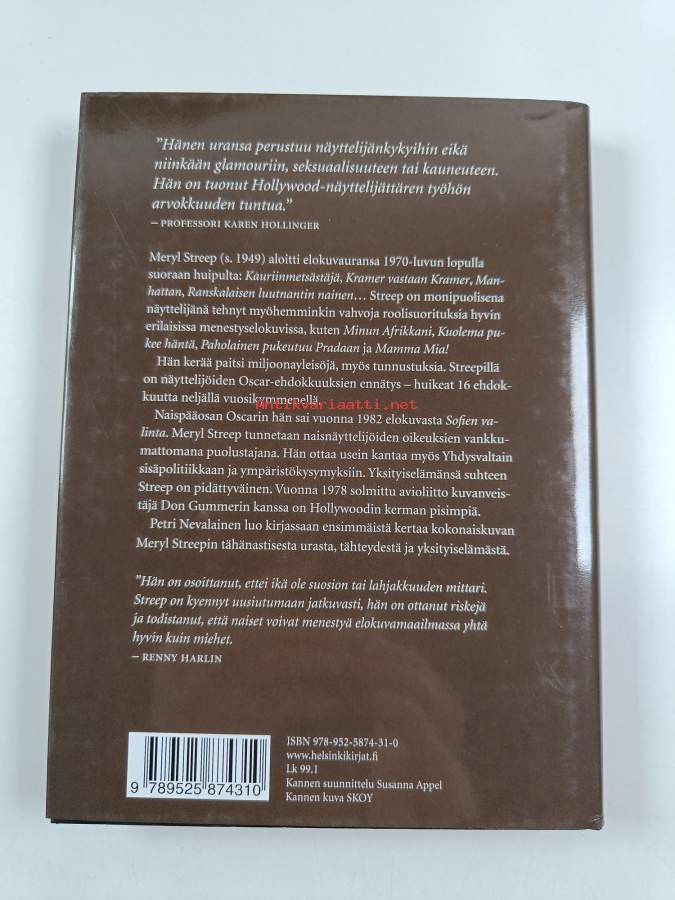 ”Hänen uransa perustuu näyttelijänkykyihin eikä
niinkään glamouriin, seksuaalisuuteen tai kauneuteen.
Hän on tuonut Hollywood-näyttelijättären työhön
arvokkuuden tuntua.”
– PROFESSORI KAREN HOLLINGER
Meryl Streep (s. 1949) aloitti elokuvauransa 1970-luvun lopulla
suoraan huipulta: Kauriinmetsästäjä, Kramer vastaan Kramer, Man-
hattan, Ranskalaisen luutnantin nainen… Streep on monipuolisena
näyttelijänä tehnyt myöhemminkin vahvoja roolisuorituksia hyvin
erilaisissa menestyselokuvissa, kuten Minun Afrikkani, Kuolema pu-
kee häntä, Paholainen pukeutuu Pradaan ja Mamma Mia!
Hän kerää paitsi miljoonayleisöjä, myös tunnustuksia. Streepillä
on näyttelijöiden Oscar-ehdokkuuksien ennätys – huikeat 16 ehdok-
kuutta neljällä vuosikymmenellä.
Antikvariaatti.net
Naispääosan Oscarin hän sai vuonna 1982 elokuvasta Sofien va-
linta. Meryl Streep tunnetaan naisnäyttelijöiden oikeuksien vankku-
mattomana puolustajana. Hän ottaa usein kantaa myös Yhdysvaltain
sisäpolitiikkaan ja ympäristökysymyksiin. Yksityiselämänsä suhteen
Streep on pidättyväinen. Vuonna 1978 solmittu avioliitto kuvanveis-
täjä Don Gummerin kanssa on Hollywoodin kerman pisimpiä.
Petri Nevalainen luo kirjassaan ensimmäistä kertaa kokonaiskuvan
Meryl Streepin tähänastisesta urasta, tähteydestä ja yksityiselämästä.
”Hän on osoittanut, ettei ikä ole suosion tai lahjakkuuden mittari.
Streep on kyennyt uusiutumaan jatkuvasti, hän on ottanut riskejä
ja todistanut, että naiset voivat menestyä elokuvamaailmassa yhtä
hyvin kuin miehet.
– RENNY HARLIN
ISBN 978-952-5874-31-0
www.helsinkikirjat.fi
Lk 99.1
Kannen suunnittelu Susanna Appel
Kannen kuva SKOY
9 789525 874310